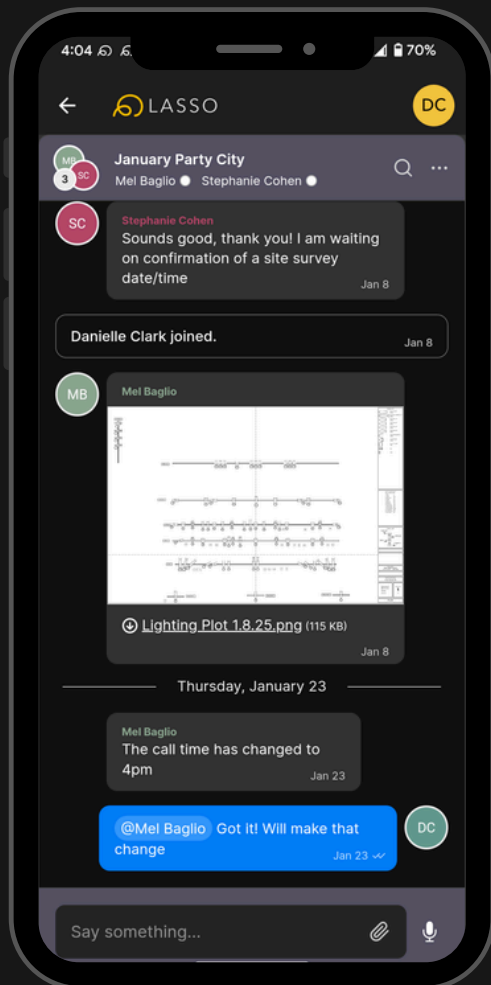 4:04
70%
LASSO
DC
MB
SC
3
January Party City
Mel Baglio
Stephanie Cohen
SC
Stephanie Cohen
Sounds good, thank you! I am waiting
on confirmation of a site survey
date/time
Jan 8
Danielle Clark joined.
Jan 8
MB
Mel Baglio
Lighting Plot 1.8.25.png (115 KB)
Jan 8
Thursday, January 23
Mel Baglio
The call time has changed to
4pm
Jan 23
@Mel Baglio Got it! Will make that
change
Jan 23
DC
Say something...